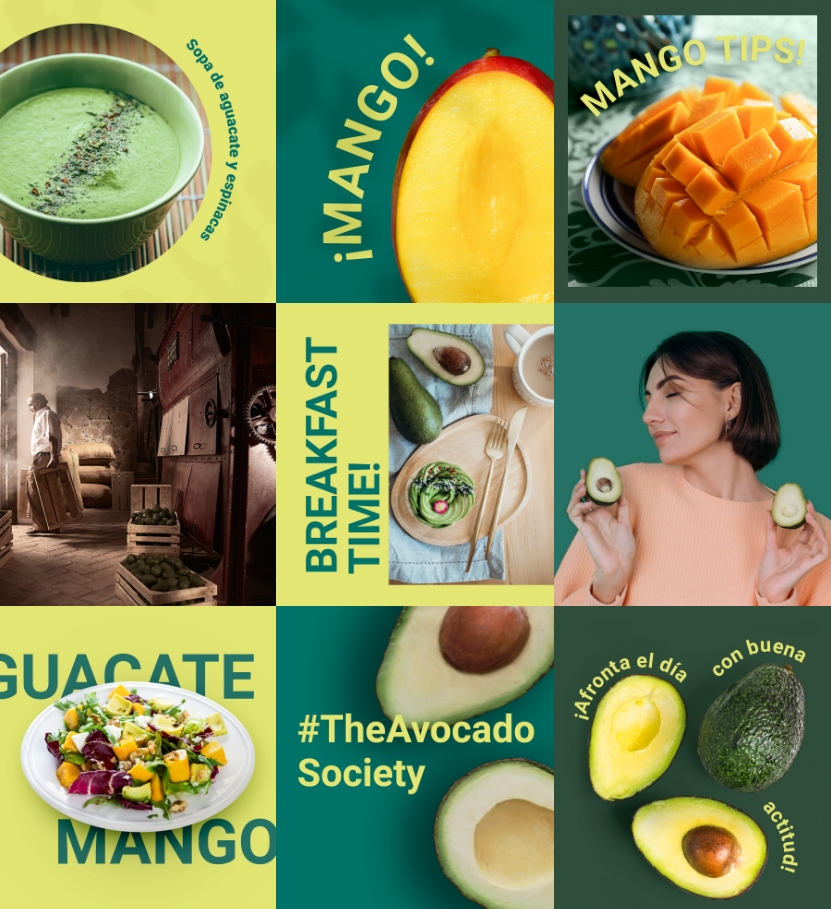 Sopa de aguacate y espinacas
¡MANGO!
MANGO TIPS!
BREAKFAST
TIME!
GUACATE
MANGO
#TheAvocado
Society
¡Afronta el día
con buena
actitud!